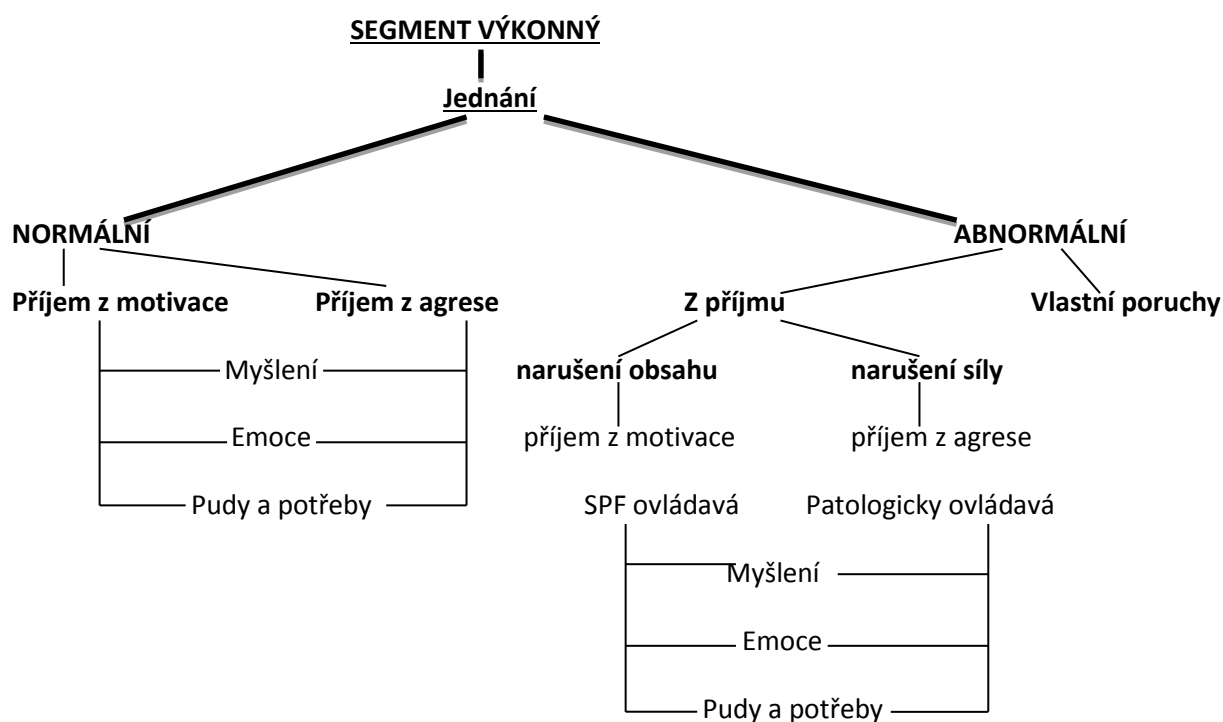 SEGMENT VÝKONNÝ
Jednání
NORMÁLNÍ ABNORMÁLNÍ
Příjem z motivace Příjem z agrese Z příjmu Vlastní poruchy
Myšlení narušení obsahu narušení síly
Emoce příjem z motivace příjem z agrese
Pudy a potřeby SPF ovládavá Patologicky ovládavá
Myšlení
Emoce
Pudy a potřeby